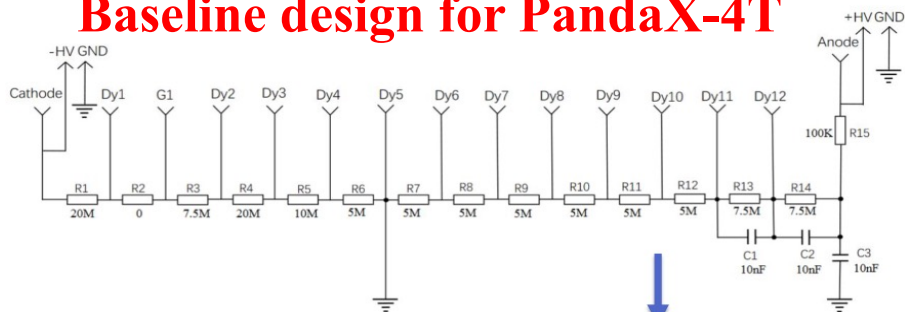 Baseline design for PandaX-4T
+HV GND
-HV GND
Anode
Cathode Dy1 G1 Dy2 Dy3 Dy4 Dy5 Dy6 Dy7 Dy8 Dy9 Dy10 Dy11 Dy12
100K R15
R1 R2 R3 R4 R5 R6 R7 R8 R9 R10 R11 R12 R13 R14
20M 0 7.5M 20M 10M 5M 5M 5M 5M 5M 5M 5M 7.5M 7.5M
C1 C2 C3
10nF 10nF 10nF